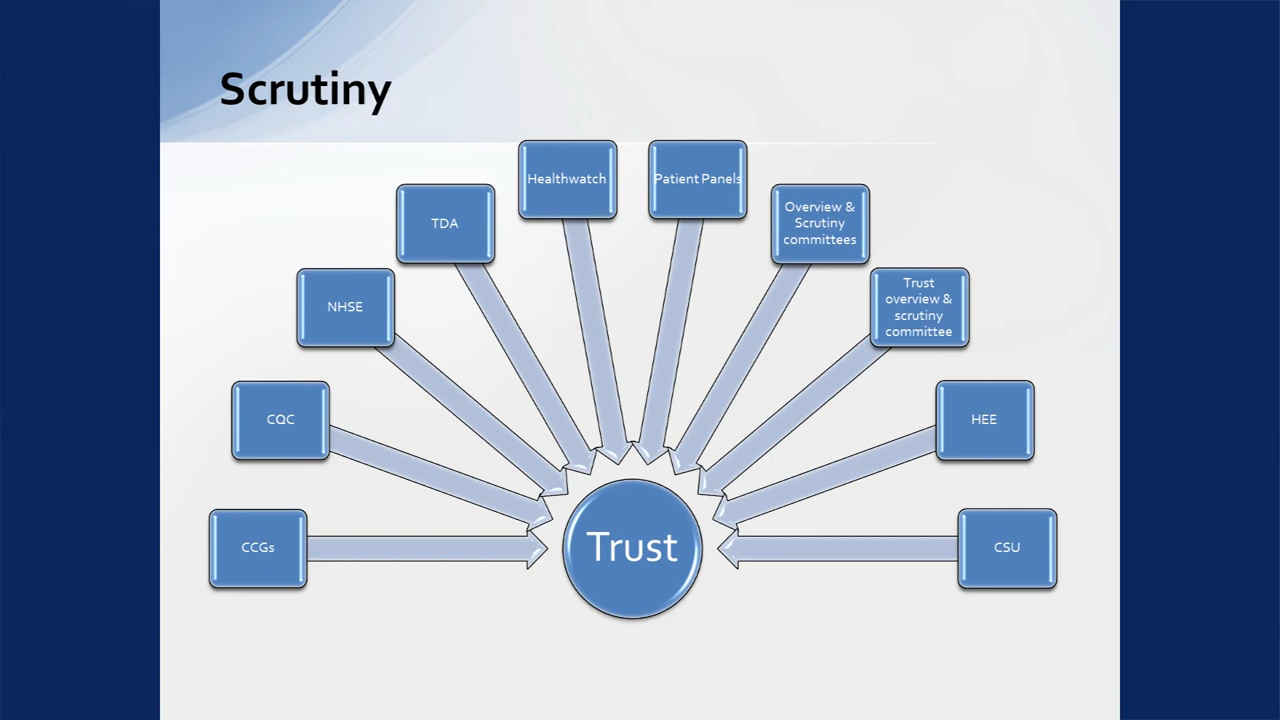 Scrutiny
Healthwatch
Patient Panels
TDA
Overview &
Scrutiny
committees
NHSE
Trust
overview &
scrutiny
committee
CQC
HEE
CCGs
Trust
CSU